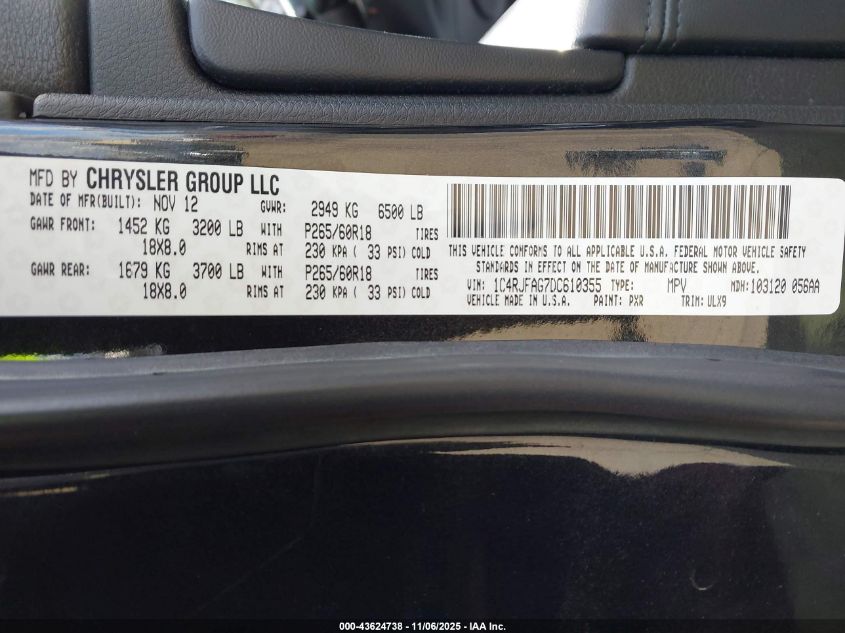 MFD BY CHRYSLER GROUP LLC
DATE OF MFR(BUILT): NOV 12 GVWR: 2949 KG 6500 LB
GAWR FRONT: 1452 KG 3200 LB WITH P265/60R18 TIRES
18X8.0 RIMS AT 230 KPA ( 33 PSI) COLD
GAWR REAR: 1679 KG 3700 LB WITH P265/60R18 TIRES
18X8.0 RIMS AT 230 KPA ( 33 PSI) COLD
THIS VEHICLE CONFORMS TO ALL APPLICABLE U.S.A. FEDERAL MOTOR VEHICLE SAFETY
STANDARDS IN EFFECT ON THE DATE OF MANUFACTURE SHOWN ABOVE.
VIN: 1C4RJFAG7DC610355 TYPE: MPV MDH: 103120 056AA
VEHICLE MADE IN U.S.A. PAINT: PXR TRIM: ULX9
000-43624738 - 11/06/2025 - IAA Inc.